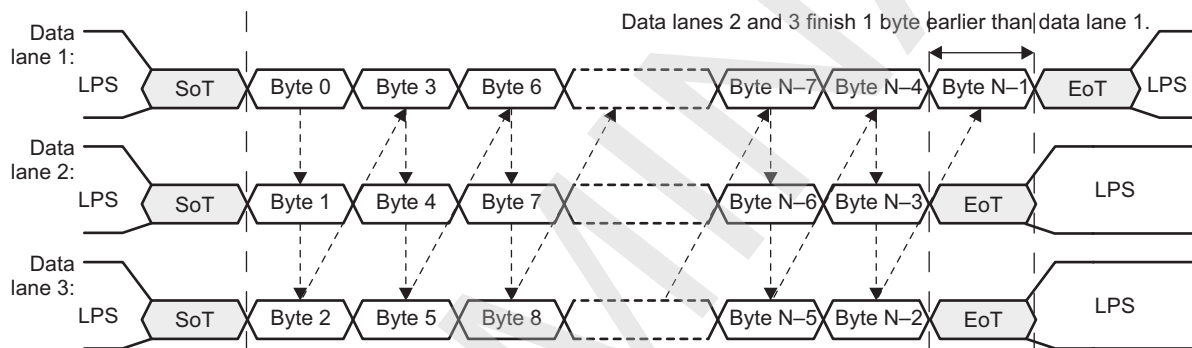 Data lanes 2 and 3 finish 1 byte earlier than data lane 1.
Data
lane 1:
LPS SoT Byte 0 Byte 3 Byte 6 Byte N–7 Byte N–4 Byte N–1 EoT LPS
Data
lane 2:
LPS SoT Byte 1 Byte 4 Byte 7 Byte N–6 Byte N–3 EoT LPS
Data
lane 3:
LPS SoT Byte 2 Byte 5 Byte 8 Byte N–5 Byte N–2 EoT LPS